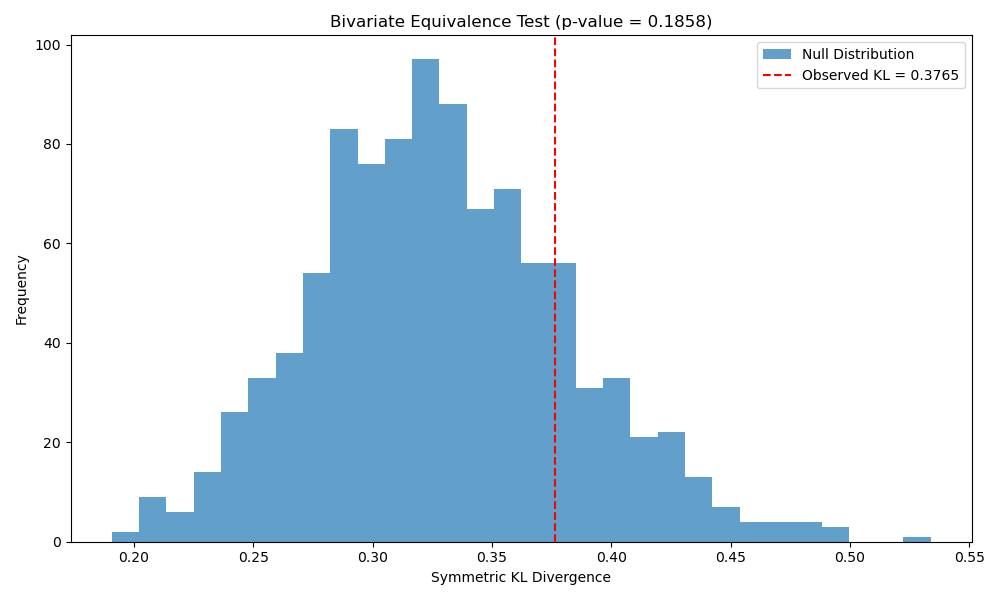 Bivariate Equivalence Test (p-value = 0.1858)
Null Distribution
Observed KL = 0.3765
Frequency
100
80
60
40
20
0
0.20 0.25 0.30 0.35 0.40 0.45 0.50 0.55
Symmetric KL Divergence